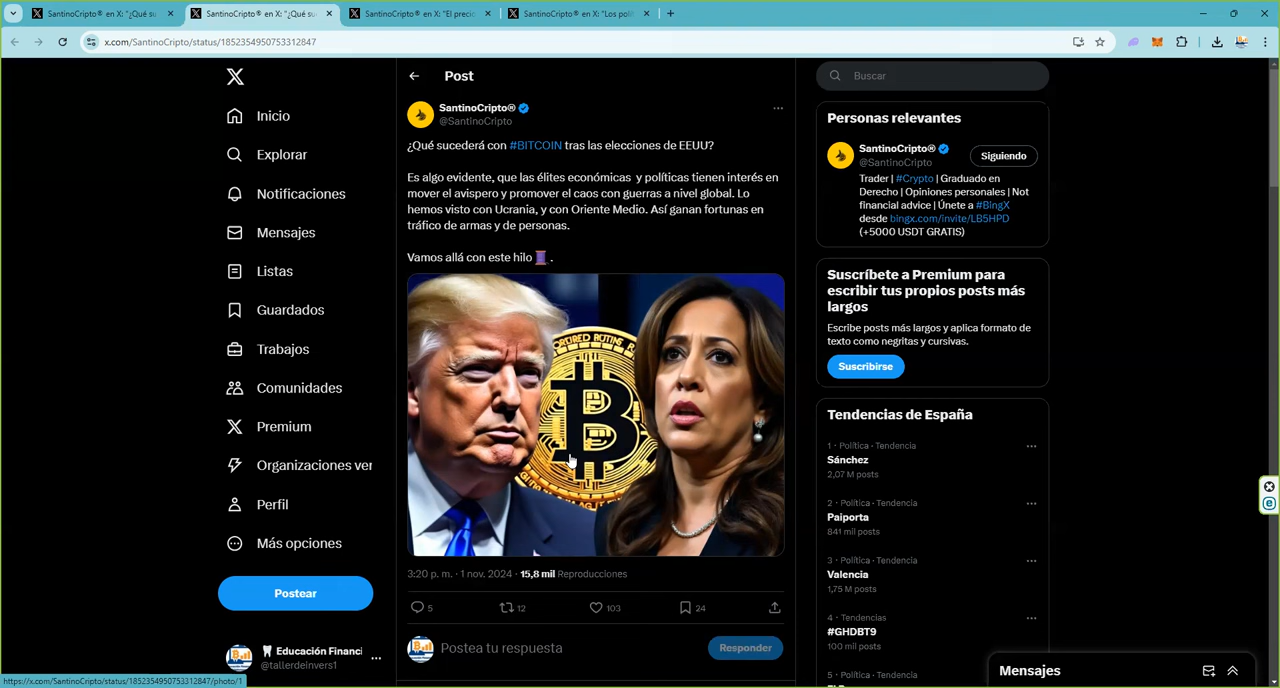 SantinoCripto® en X: "¿Qué su
SantinoCripto® en X: "¿Qué su
SantinoCripto® en X: "El precio
SantinoCripto® en X: "Los polí
x.com/SantinoCripto/status/1852354950753312847
Post
Buscar
Inicio
Explorar
Notificaciones
Mensajes
Listas
Guardados
Trabajos
Comunidades
Premium
Organizaciones ver
Perfil
Más opciones
Postear
Educación Financi
@tallerdeinvers1
SantinoCripto®
@SantinoCripto
¿Qué sucederá con #BITCOIN tras las elecciones de EEUU?
Es algo evidente, que las élites económicas y políticas tienen interés en
mover el avispero y promover el caos con guerras a nivel global. Lo
hemos visto con Ucrania, y con Oriente Medio. Así ganan fortunas en
tráfico de armas y de personas.
Vamos allá con este hilo 🧵 .
3:20 p. m. · 1 nov. 2024 · 15,8 mil Reproducciones
5 12 103 24
Postea tu respuesta
Responder
Personas relevantes
SantinoCripto®
@SantinoCripto
Siguiendo
Trader | #Crypto | Graduado en
Derecho | Opiniones personales | Not
financial advice | Únete a #BingX
desde bingx.com/invite/LB5HPD
(+5000 USDT GRATIS)
Suscríbete a Premium para
escribir tus propios posts más
largos
Escribe posts más largos y aplica formato de
texto como negritas y cursivas.
Suscribirse
Tendencias de España
1 · Política · Tendencia
Sánchez
2,07 M posts
2 · Política · Tendencia
Paiporta
841 mil posts
3 · Política · Tendencia
Valencia
1,75 M posts
4 · Tendencias
#GHDBT9
100 mil posts
Mensajes
https://x.com/SantinoCripto/status/1852354950753312847/photo/1